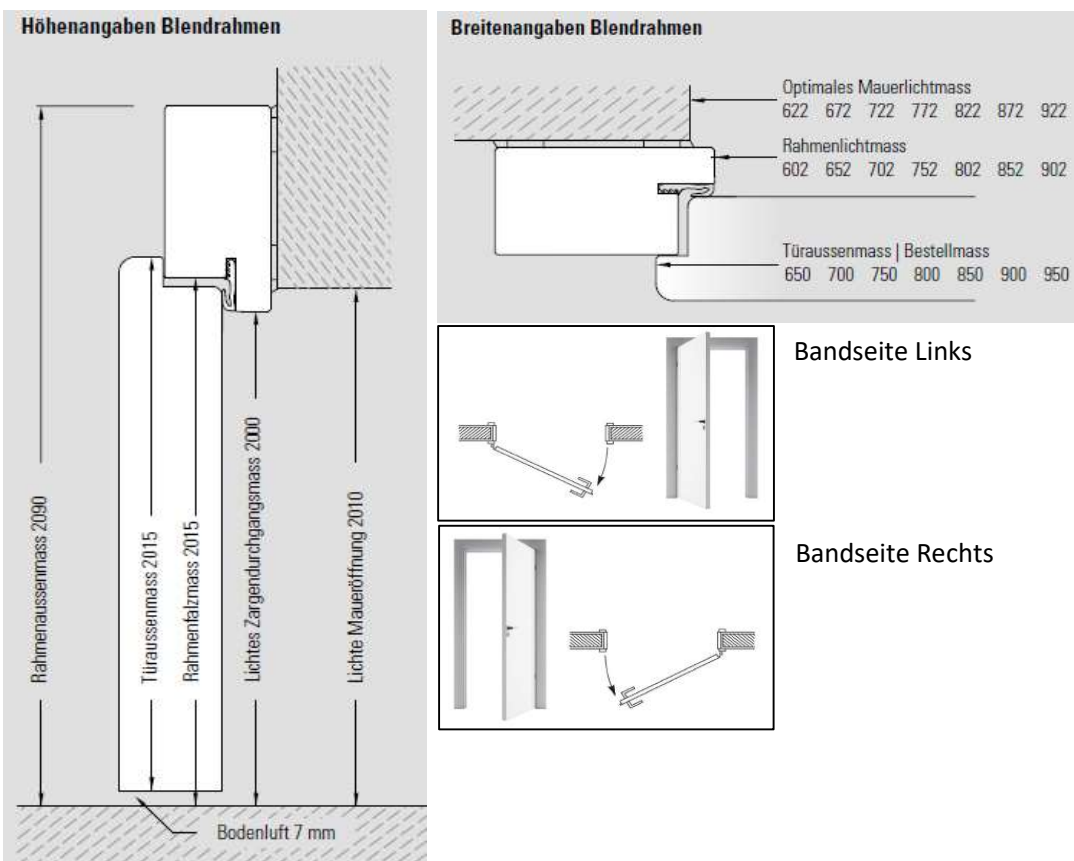 Höhenangaben Blendrahmen
Rahmenaussenmass 2090
Türaussenmass 2015
Rahmenfalzmass 2015
Lichtes Zargendurchgangsmass 2000
Lichte Maueröffnung 2010
Bodenluft 7 mm
Breitenangaben Blendrahmen
Optimales Mauerlichtmass
622 672 722 772 822 872 922
Rahmenlichtmass
602 652 702 752 802 852 902
Türaussenmass | Bestellmass
650 700 750 800 850 900 950
Bandseite Links
Bandseite Rechts